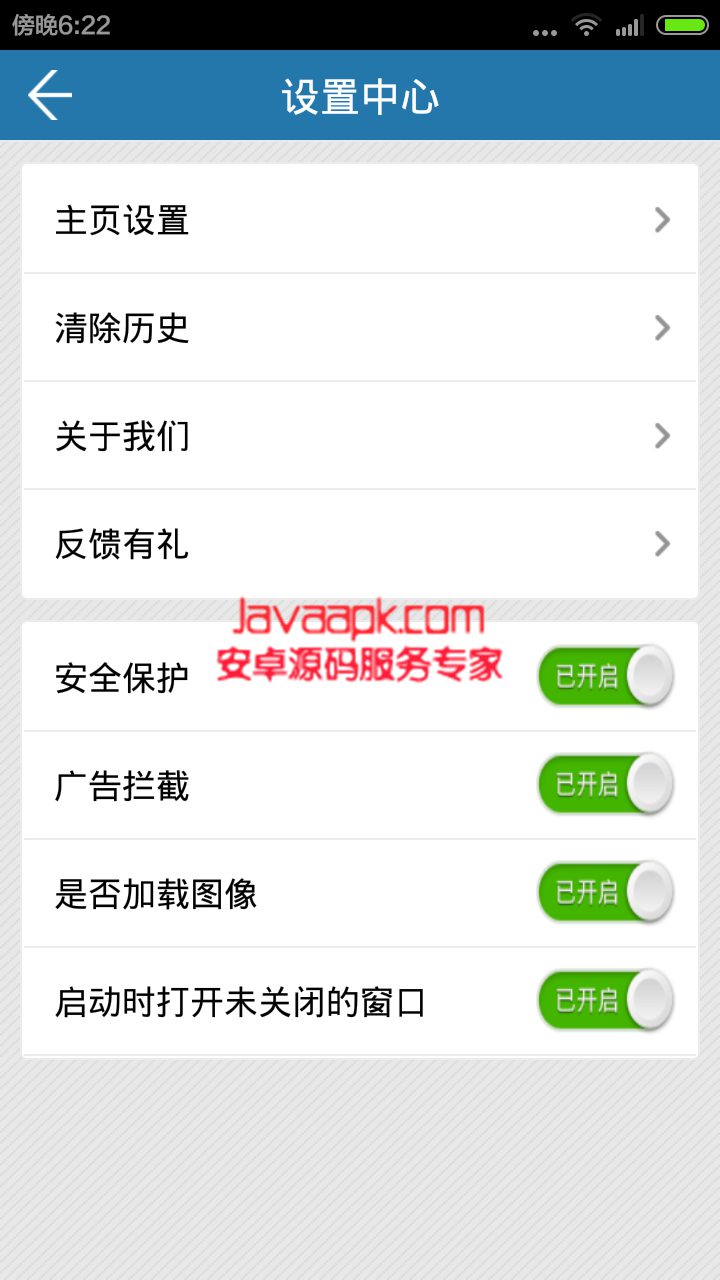 傍晚6:22
设置中心
主页设置
清除历史
关于我们
反馈有礼
Javaapk.com
安卓源码服务专家
安全保护
已开启
广告拦截
已开启
是否加载图像
已开启
启动时打开未关闭的窗口
已开启